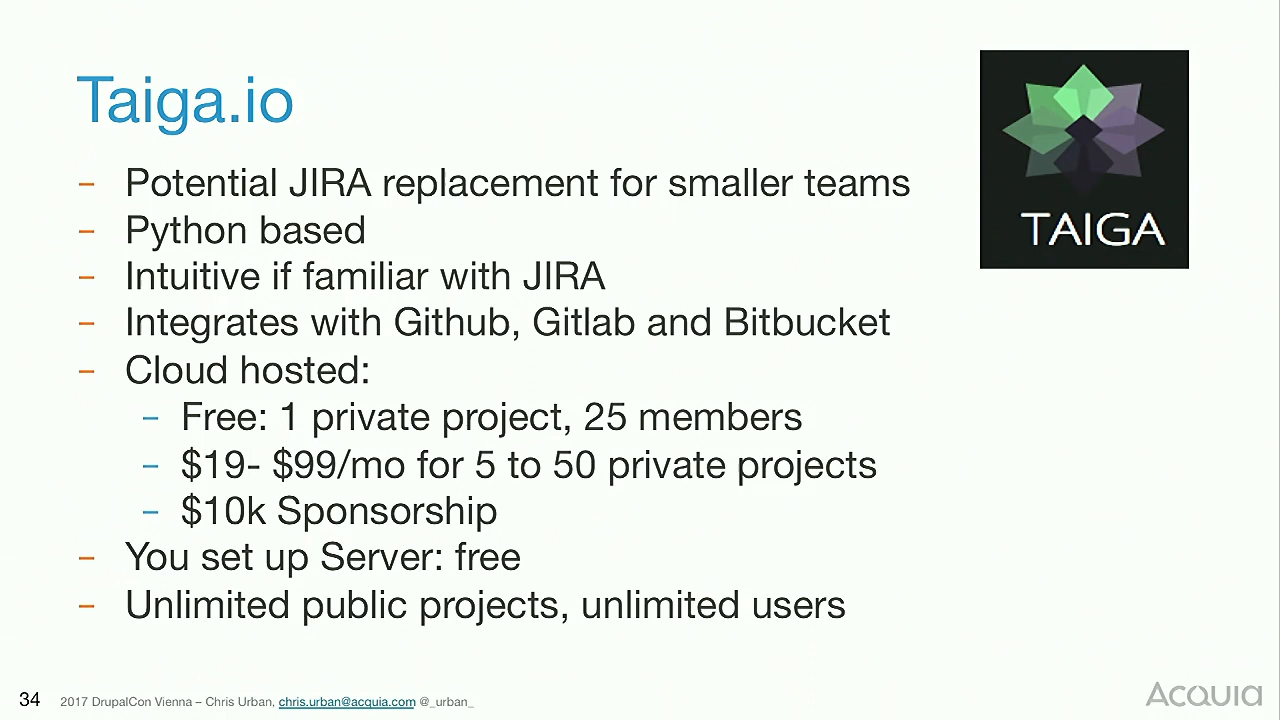 Taiga.io
TAIGA
– Potential JIRA replacement for smaller teams
– Python based
– Intuitive if familiar with JIRA
– Integrates with Github, Gitlab and Bitbucket
– Cloud hosted:
– Free: 1 private project, 25 members
– $19- $99/mo for 5 to 50 private projects
– $10k Sponsorship
– You set up Server: free
– Unlimited public projects, unlimited users
34 2017 DrupalCon Vienna – Chris Urban, chris.urban@acquia.com @_urban_
ACQUIA